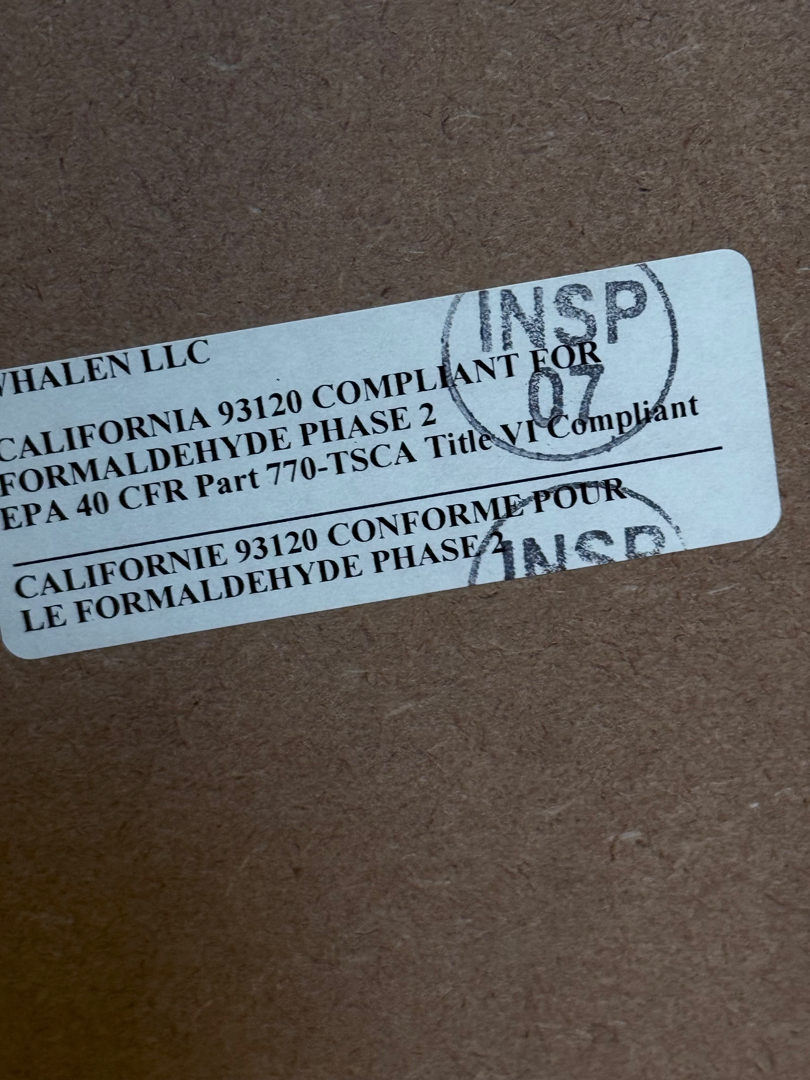 WHALEN LLC
CALIFORNIA 93120 COMPLIANT FOR
FORMALDEHYDE PHASE 2
EPA 40 CFR Part 770-TSCA Title VI Compliant
CALIFORNIE 93120 CONFORME POUR
LE FORMALDEHYDE PHASE 2
INSP
07
INSP